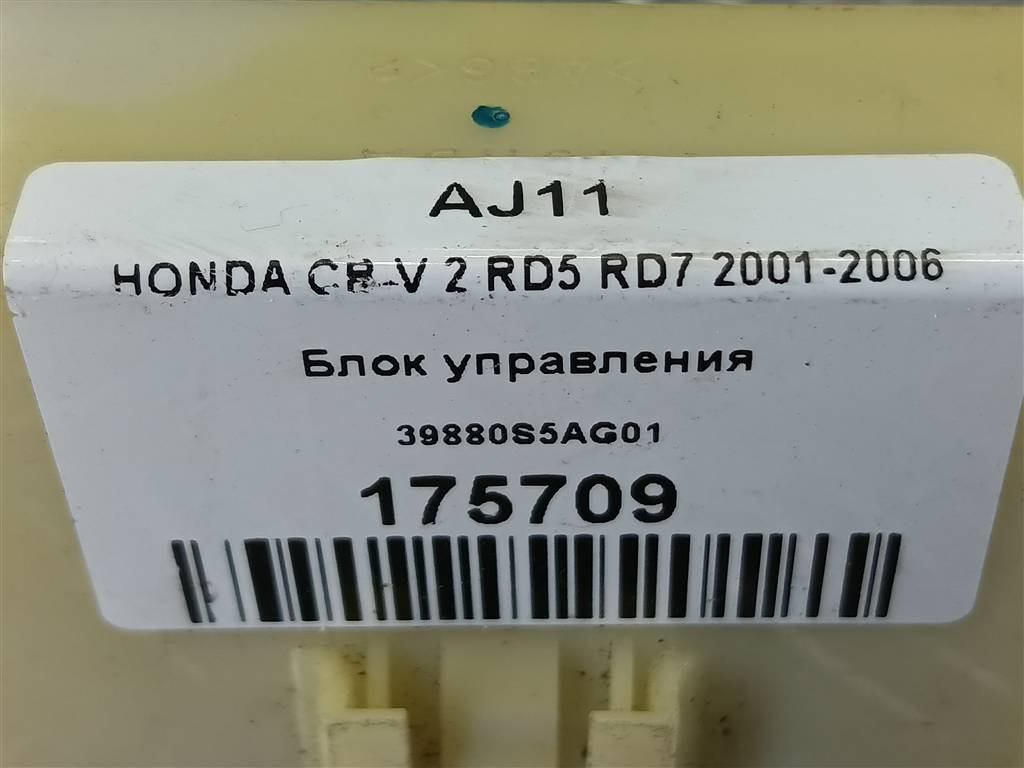 AJ11
HONDA CR-V 2 RD5 RD7 2001-2006
Блок управления
39880S5AG01
175709